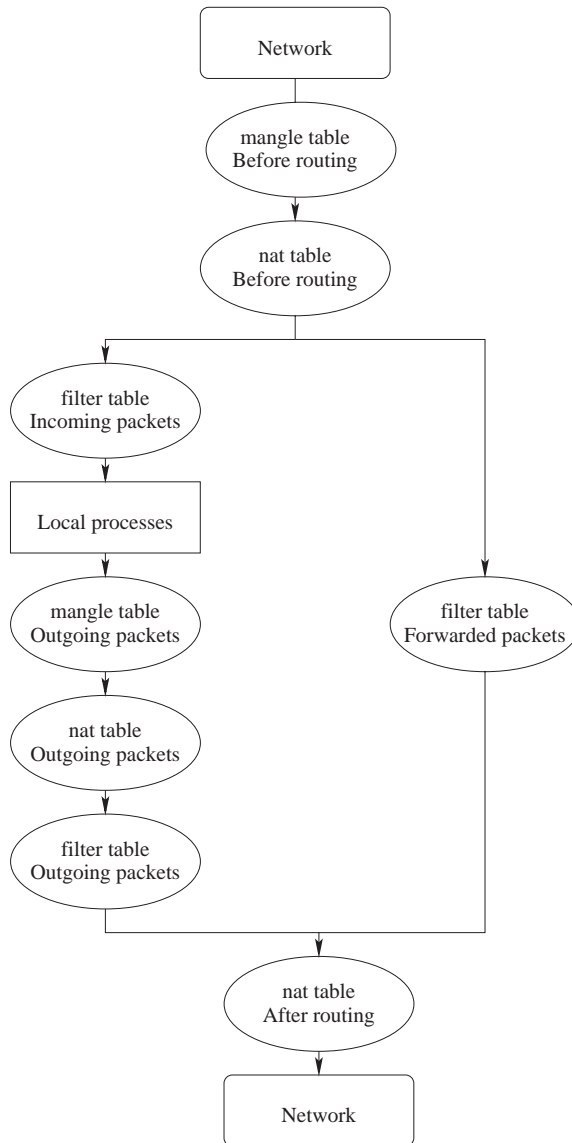 Network
mangle table
Before routing
nat table
Before routing
filter table
Incoming packets
Local processes
mangle table
Outgoing packets
filter table
Forwarded packets
nat table
Outgoing packets
filter table
Outgoing packets
nat table
After routing
Network